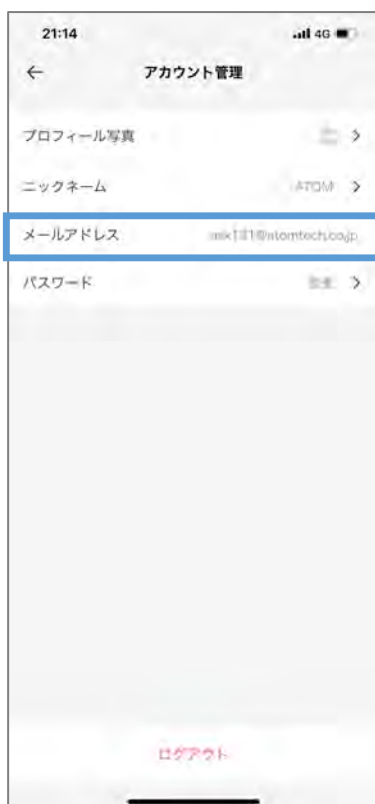 21:14
4G
アカウント管理
プロフィール写真
ニックネーム ATOM
メールアドレス
パスワード
ログアウト